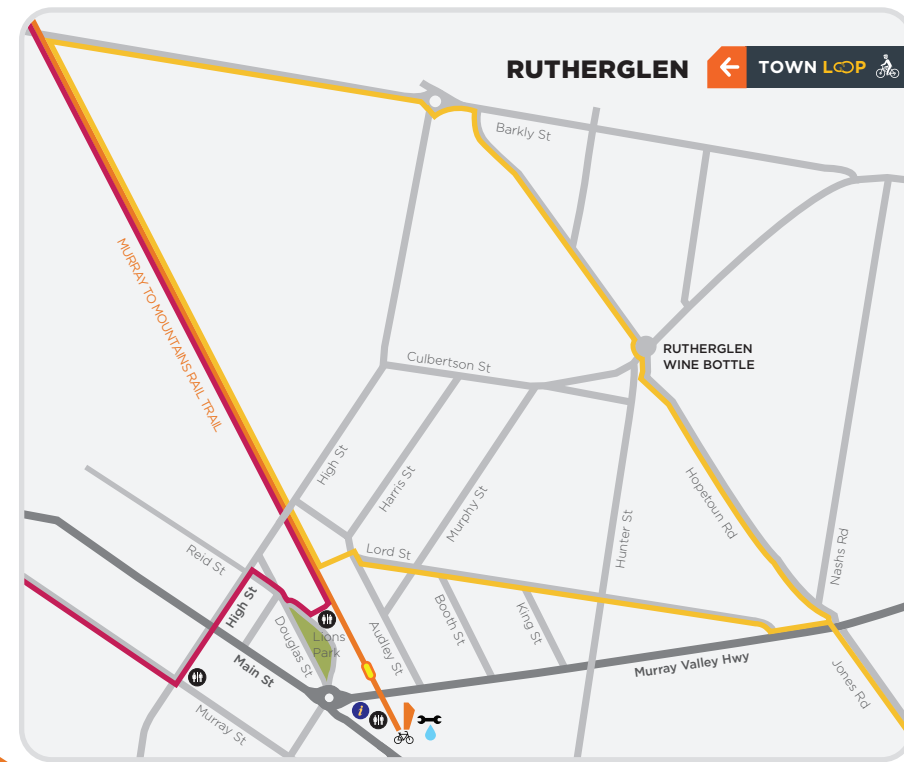 RUTHERGLEN
TOWN LOOP
Barkly St
MURRAY TO MOUNTAINS RAIL TRAIL
RUTHERGLEN
WINE BOTTLE
Culbertson St
High St
Harris St
Murphy St
Hopetoun Rd
Hunter St
Nashs Rd
Reid St
Lord St
High St
Douglas St
Lions
Park
Audley St
Booth St
King St
Main St
Murray Valley Hwy
Jones Rd
Murray St
i